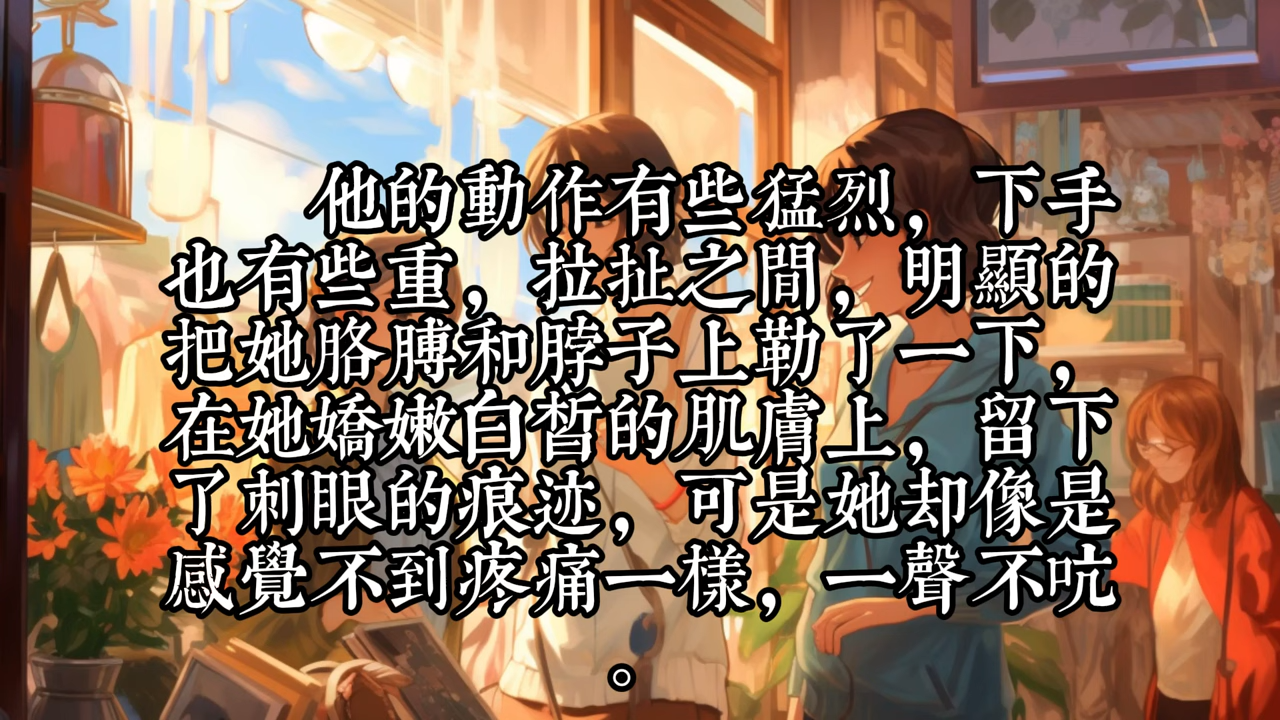 他的動作有些猛烈，下手
也有些重，拉扯之間，明顯的
把她胳膊和脖子上勒了一下，
在她嬌嫩白皙的肌膚上，留下
了刺眼的痕迹，可是她却像是
感覺不到疼痛一樣，一聲不吭
。